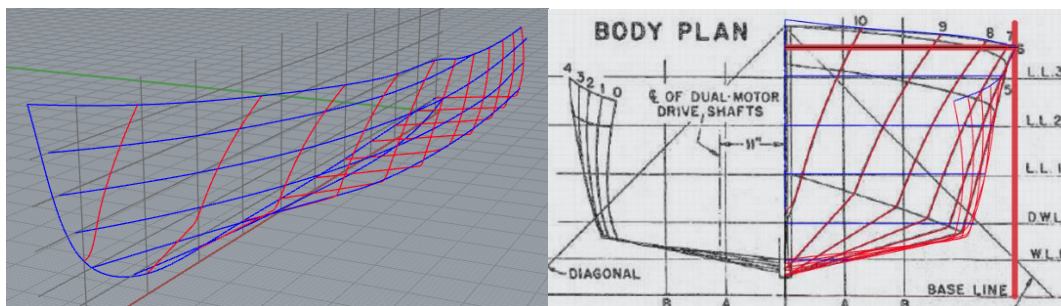 BODY PLAN
10
9
8
7
6
5
4
3
2
1
0
L.L.3
℄ OF DUAL-MOTOR
DRIVE SHAFTS
L.L.2
11"
L.L.1
D.W.L.
W.L.1
DIAGONAL
B
A
A
B
BASE LINE